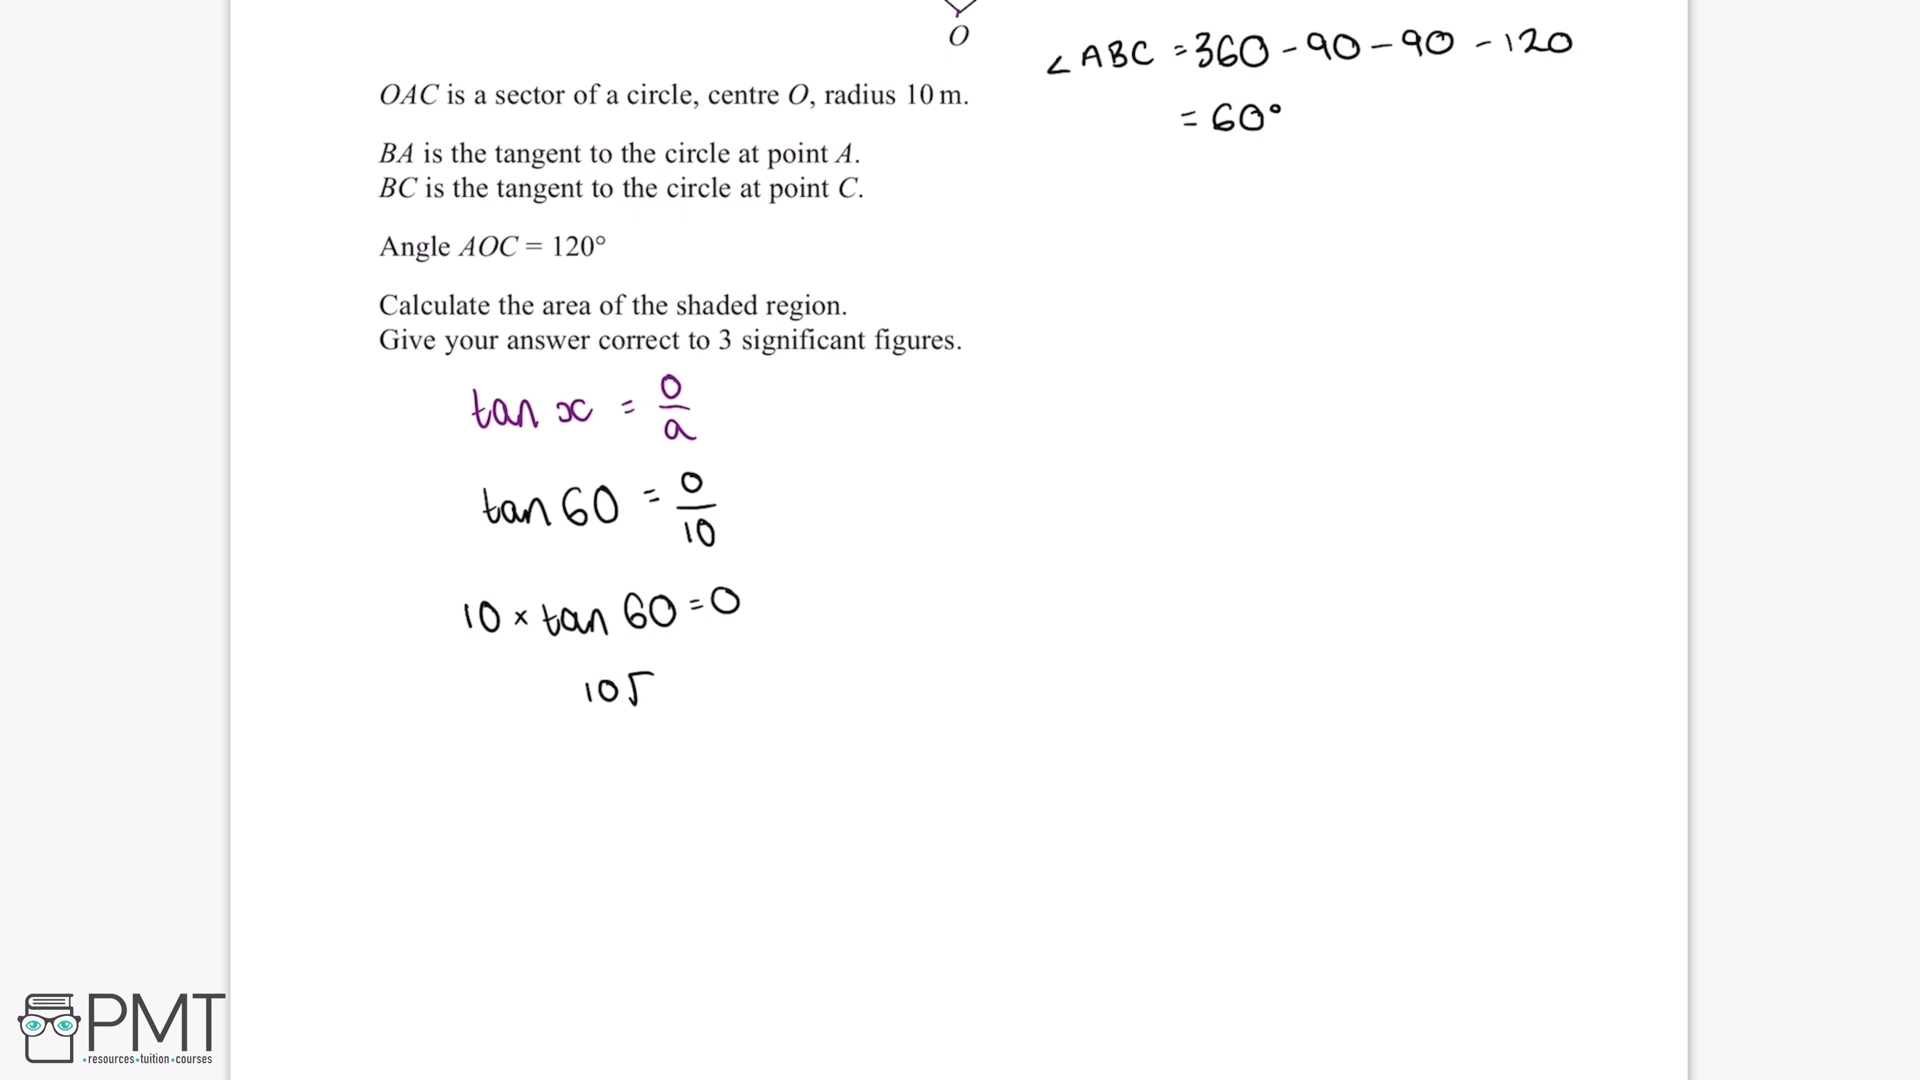 O
∠ABC = 360 - 90 - 90 - 120
= 60°
OAC is a sector of a circle, centre O, radius 10 m.
BA is the tangent to the circle at point A.
BC is the tangent to the circle at point C.
Angle AOC = 120°
Calculate the area of the shaded region.
Give your answer correct to 3 significant figures.
tan x = o/a
tan 60 = o/10
10 × tan 60 = o
10√
PMT
•resources•tuition•courses